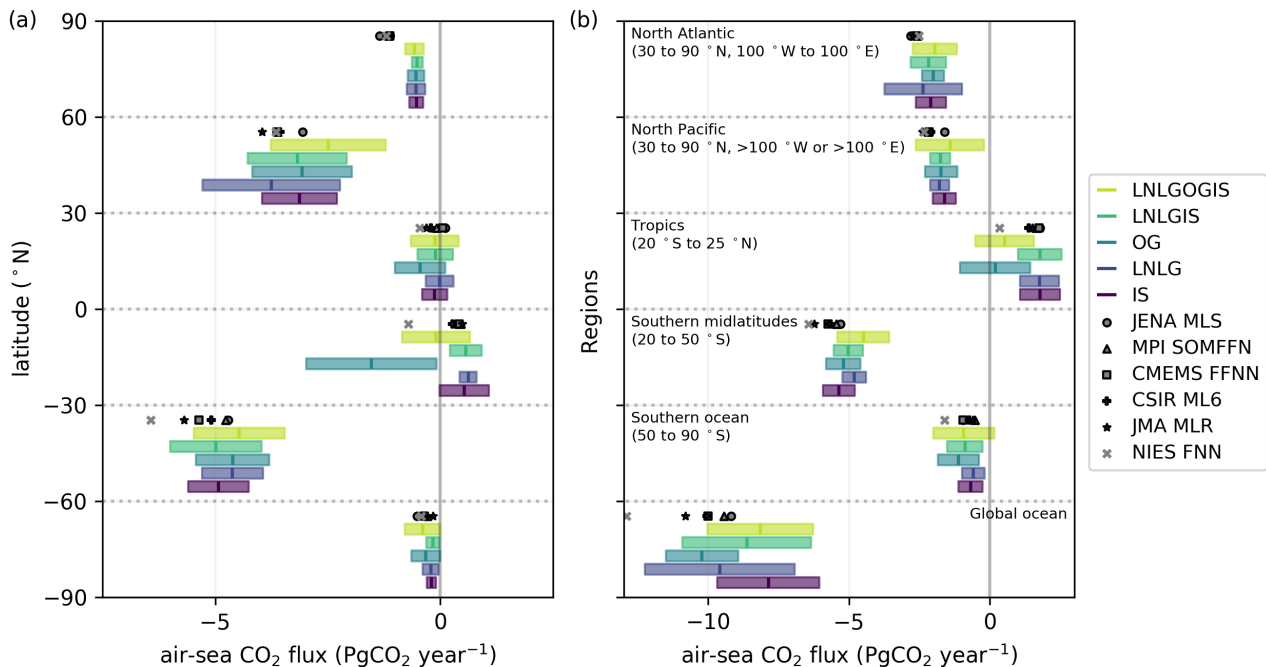 (a)
90
60
30
0
−30
−60
−90
latitude (°N)
−5
0
air-sea CO₂ flux (PgCO₂ year⁻¹)
(b)
Regions
North Atlantic
(30 to 90 °N, 100 °W to 100 °E)
North Pacific
(30 to 90 °N, >100 °W or >100 °E)
Tropics
(20 °S to 25 °N)
Southern midlatitudes
(20 to 50 °S)
Southern ocean
(50 to 90 °S)
Global ocean
−10
−5
0
air-sea CO₂ flux (PgCO₂ year⁻¹)
LNLGOGIS
LNLGIS
OG
LNLG
IS
JENA MLS
MPI SOMFFN
CMEMS FFNN
CSIR ML6
JMA MLR
NIES FNN